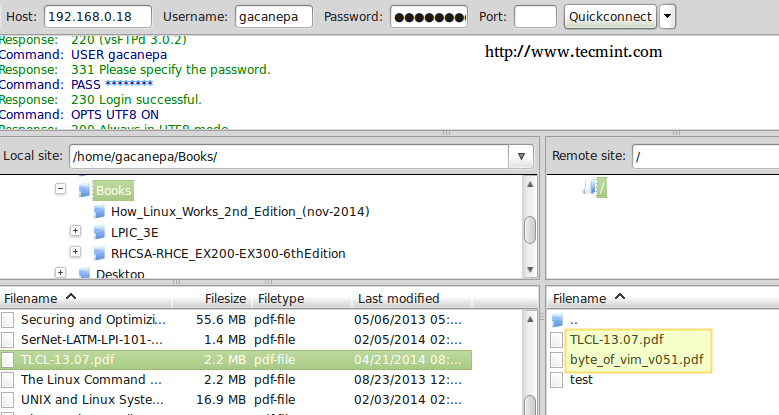 Host: 192.168.0.18 Username: gacanepa Password: ●●●●●●●● Port: Quickconnect
Response: 220 (vsFTPd 3.0.2)
http://www.tecmint.com
Command: USER gacanepa
Response: 331 Please specify the password.
Command: PASS ********
Response: 230 Login successful.
Command: OPTS UTF8 ON
Response: 200 Always in UTF8 mode.
Local site: /home/gacanepa/Books/
Remote site: /
Books
/
How_Linux_Works_2nd_Edition_(nov-2014)
LPIC_3E
RHCSA-RHCE_EX200-EX300-6thEdition
Desktop
Filename Filesize Filetype Last modified
Securing and Optimizi... 55.6 MB pdf-file 05/06/2013 05:...
SerNet-LATM-LPI-101-... 1.4 MB pdf-file 02/05/2014 02:...
TLCL-13.07.pdf 2.2 MB pdf-file 04/21/2014 08:...
The Linux Command ... 2.2 MB pdf-file 08/23/2013 12:...
UNIX and Linux Syste... 16.9 MB pdf-file 02/03/2014 02:...
Filename
..
TLCL-13.07.pdf
byte_of_vim_v051.pdf
test